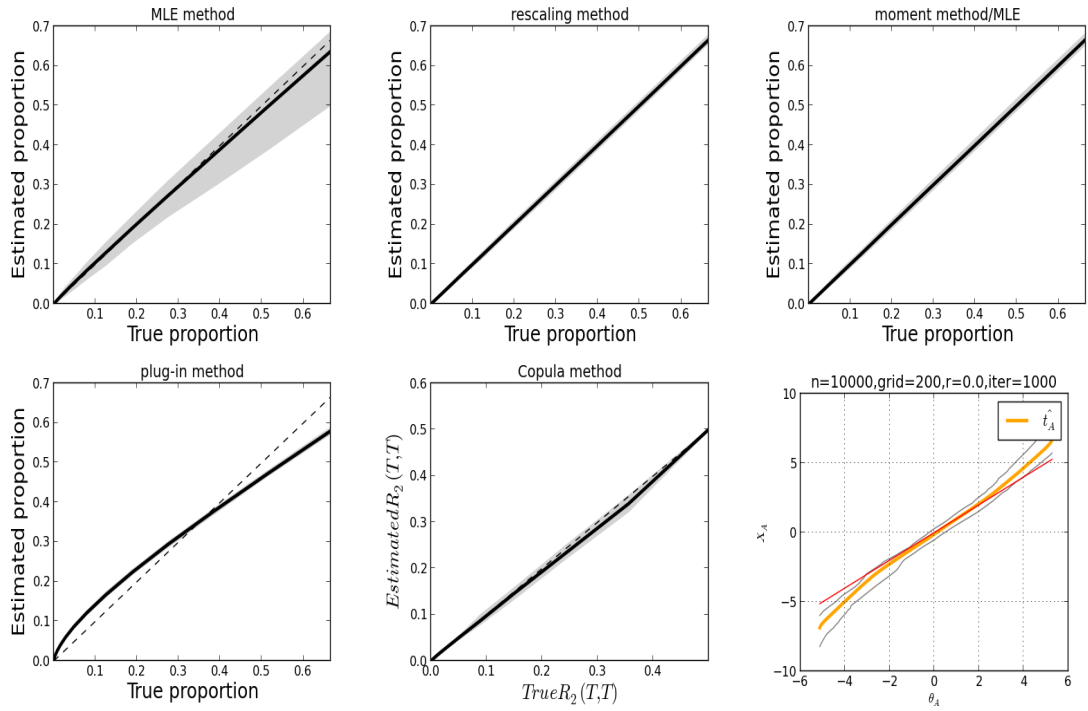 MLE method
0.7
0.6
0.5
0.4
0.3
0.2
0.1
0.0
Estimated proportion
0.1 0.2 0.3 0.4 0.5 0.6
True proportion
rescaling method
0.7
0.6
0.5
0.4
0.3
0.2
0.1
0.0
Estimated proportion
0.1 0.2 0.3 0.4 0.5 0.6
True proportion
moment method/MLE
0.7
0.6
0.5
0.4
0.3
0.2
0.1
0.0
Estimated proportion
0.1 0.2 0.3 0.4 0.5 0.6
True proportion
plug-in method
0.7
0.6
0.5
0.4
0.3
0.2
0.1
0.0
Estimated proportion
0.1 0.2 0.3 0.4 0.5 0.6
True proportion
Copula method
0.6
0.5
0.4
0.3
0.2
0.1
0.0
EstimatedR_2(T,T)
0.0 0.1 0.2 0.3 0.4
TrueR_2(T,T)
n=10000,grid=200,r=0.0,iter=1000
10
5
0
−5
−10
x_A
t̂_A
−6 −4 −2 0 2 4 6
θ_A